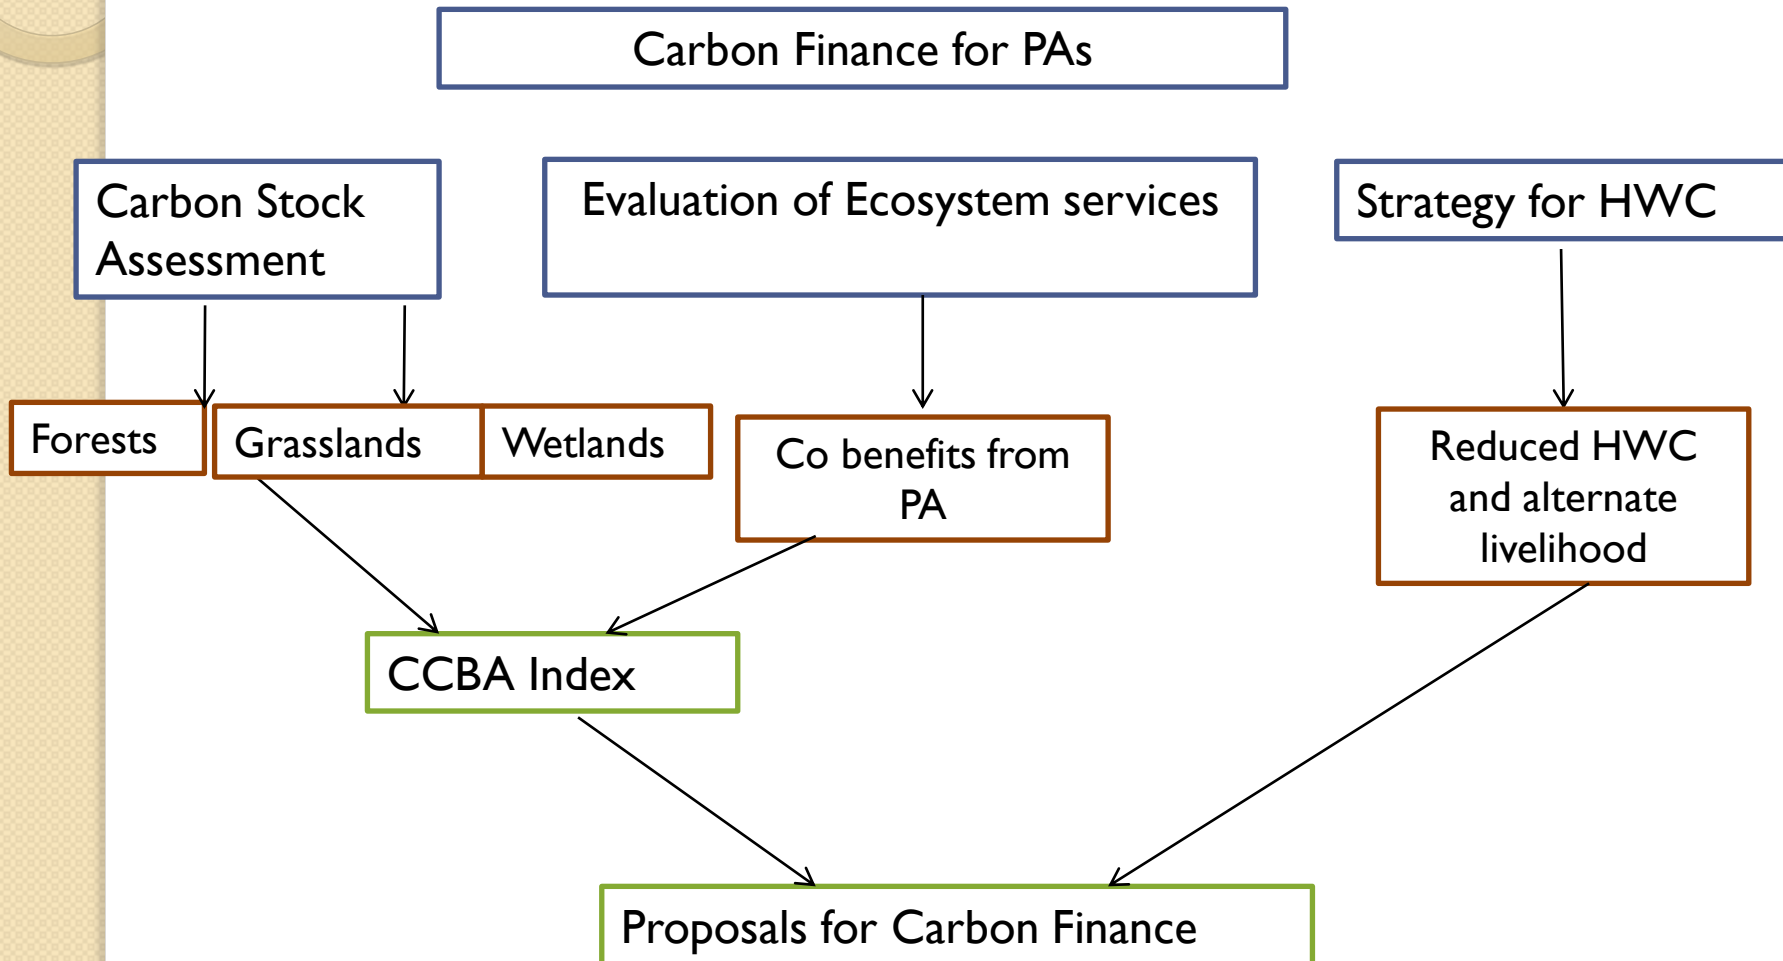 Carbon Finance for PAs
Carbon Stock
Assessment
Evaluation of Ecosystem services
Strategy for HWC
Forests
Grasslands
Wetlands
Co benefits from
PA
Reduced HWC
and alternate
livelihood
CCBA Index
Proposals for Carbon Finance